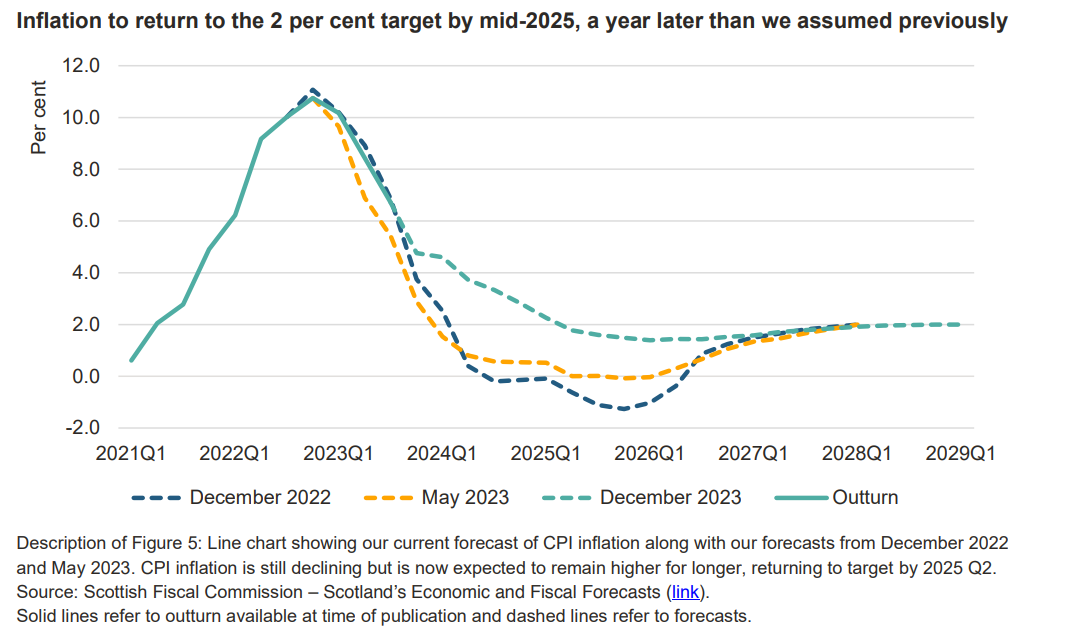 Inflation to return to the 2 per cent target by mid-2025, a year later than we assumed previously
Per cent
12.0
10.0
8.0
6.0
4.0
2.0
0.0
-2.0
2021Q1 2022Q1 2023Q1 2024Q1 2025Q1 2026Q1 2027Q1 2028Q1 2029Q1
December 2022 May 2023 December 2023 Outturn
Description of Figure 5: Line chart showing our current forecast of CPI inflation along with our forecasts from December 2022
and May 2023. CPI inflation is still declining but is now expected to remain higher for longer, returning to target by 2025 Q2.
Source: Scottish Fiscal Commission – Scotland’s Economic and Fiscal Forecasts (link).
Solid lines refer to outturn available at time of publication and dashed lines refer to forecasts.